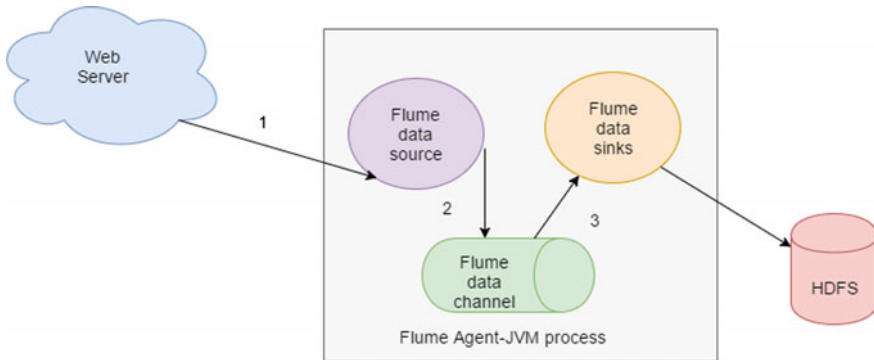 Web
Server
1
Flume
data
source
Flume
data
sinks
2
3
Flume
data
channel
HDFS
Flume Agent-JVM process